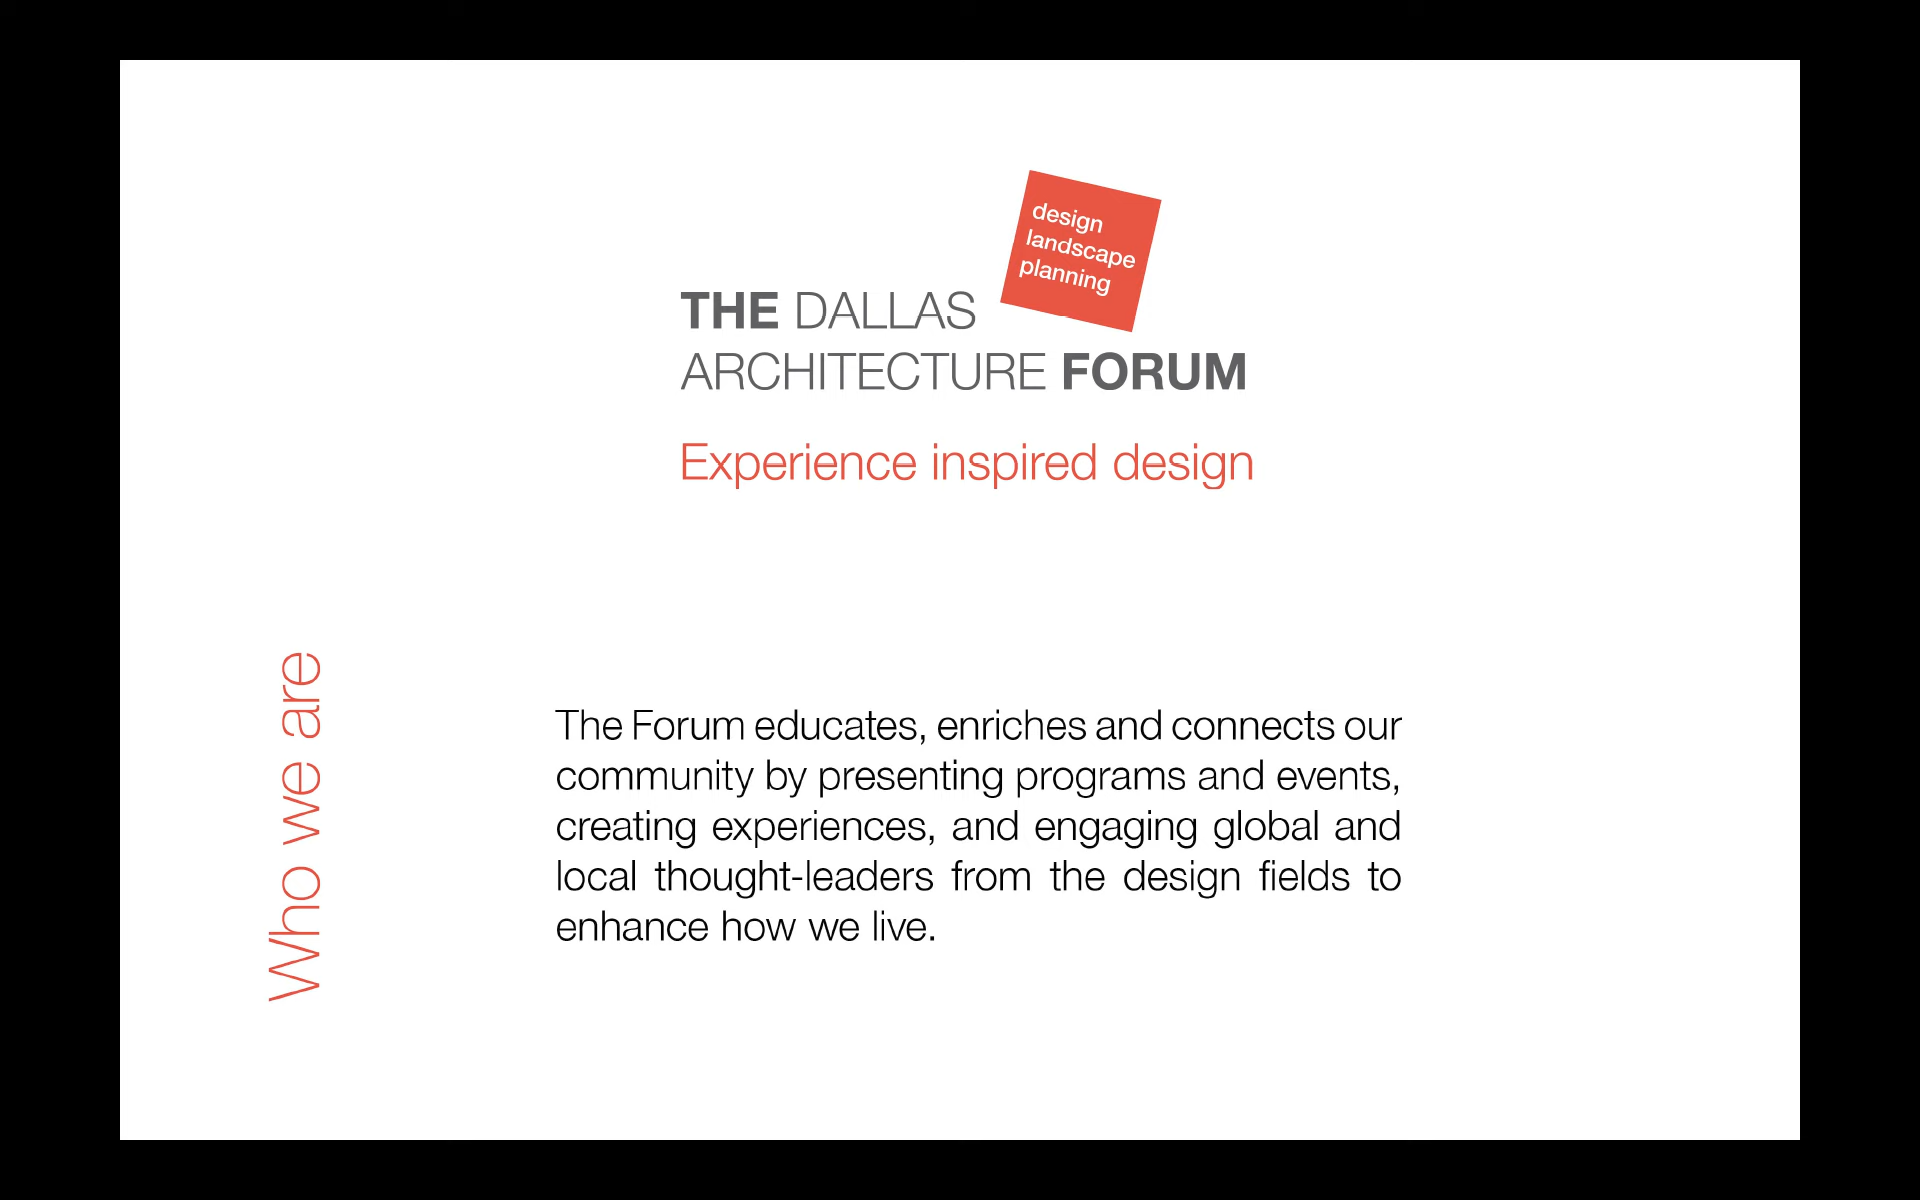 design
landscape
planning
THE DALLAS
ARCHITECTURE FORUM
Experience inspired design
Who we are
The Forum educates, enriches and connects our
community by presenting programs and events,
creating experiences, and engaging global and
local thought-leaders from the design fields to
enhance how we live.